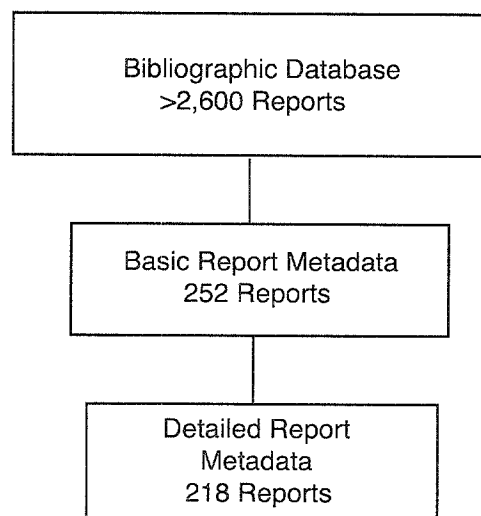 Bibliographic Database
>2,600 Reports
Basic Report Metadata
252 Reports
Detailed Report
Metadata
218 Reports